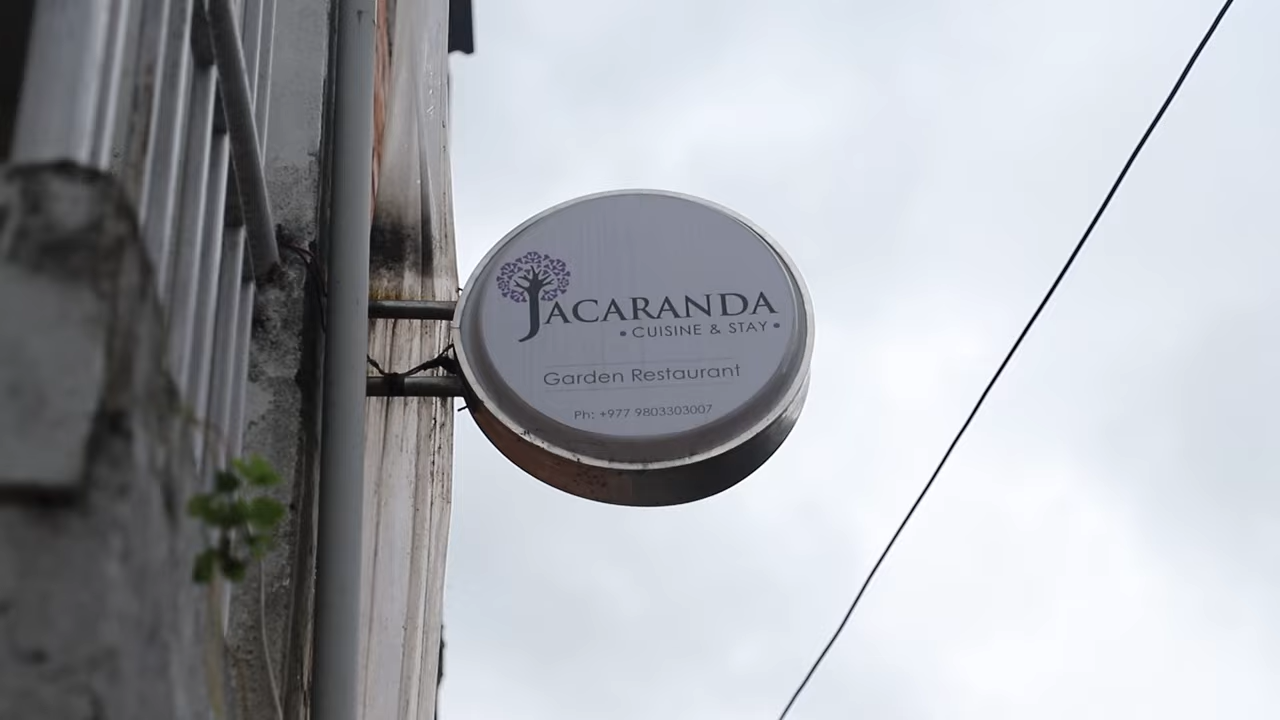 JACARANDA
• CUISINE & STAY •
Garden Restaurant
Ph: +977 9803303007